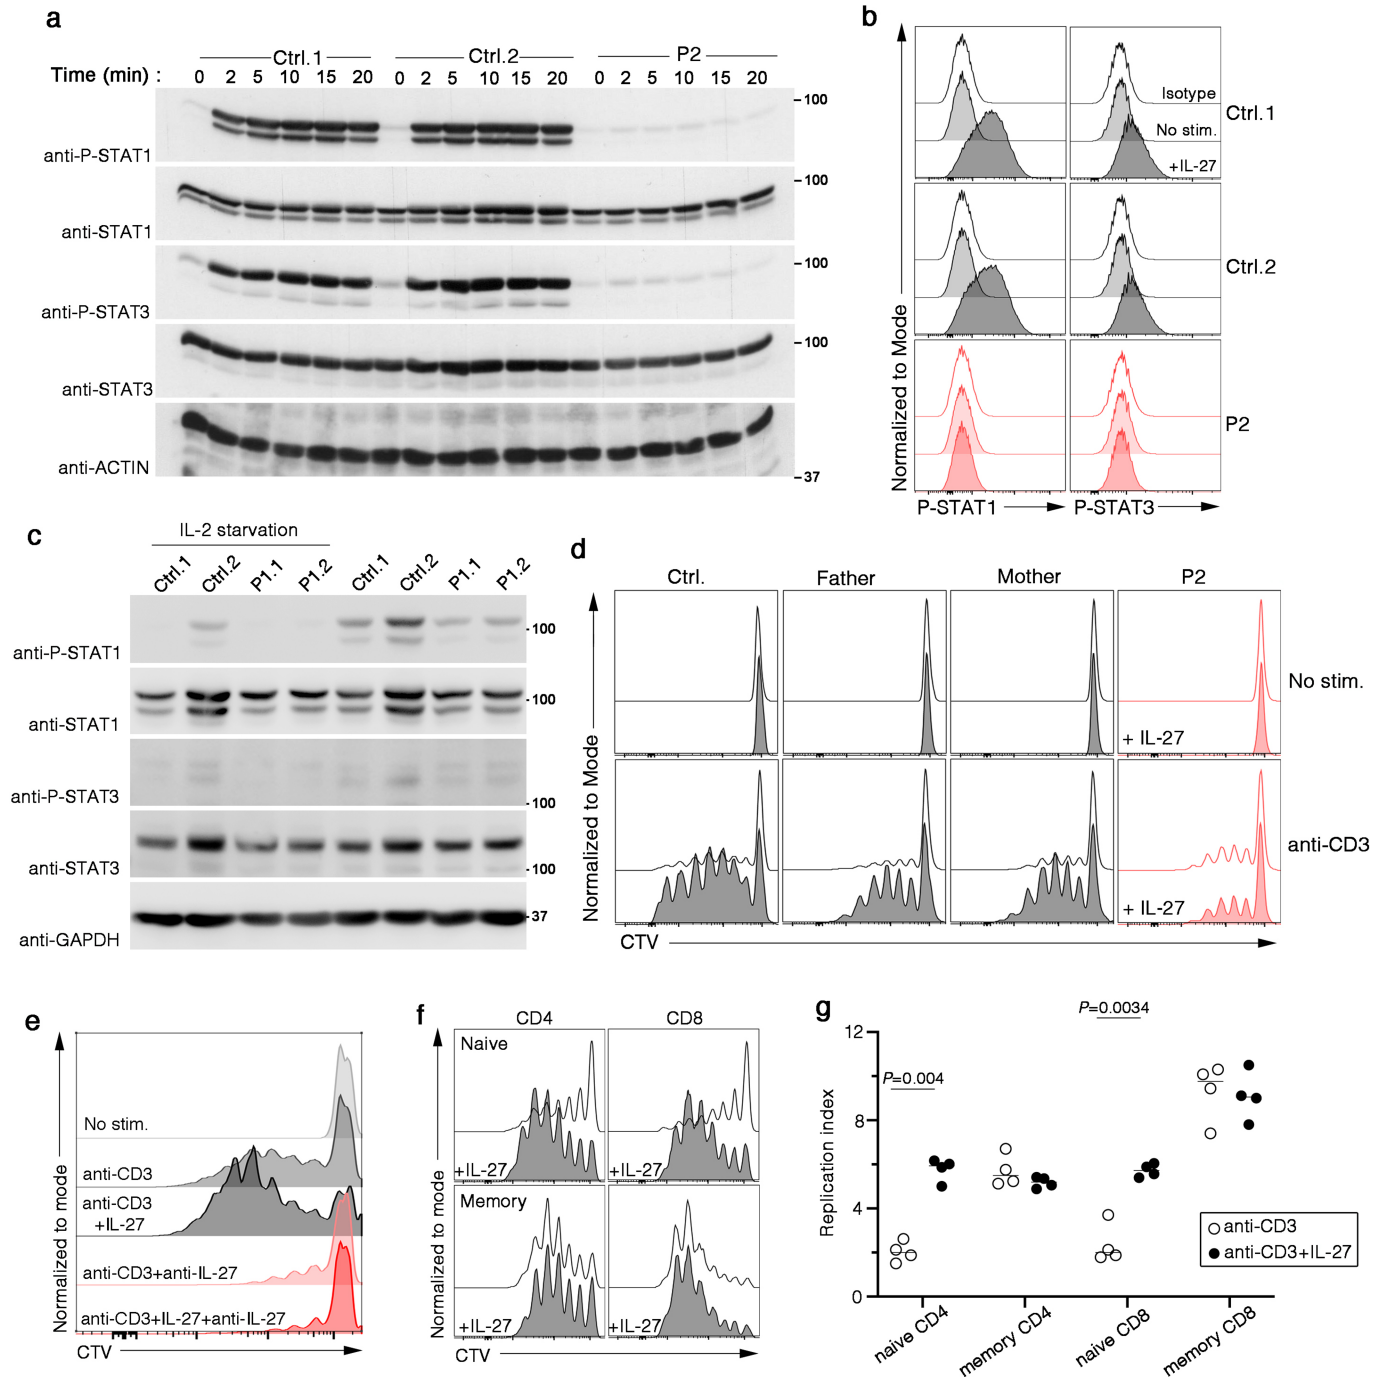 a
Ctrl.1 Ctrl.2 P2
Time (min) : 0 2 5 10 15 20 0 2 5 10 15 20 0 2 5 10 15 20
anti-P-STAT1
100
anti-STAT1
100
anti-P-STAT3
100
anti-STAT3
100
anti-ACTIN
37
b
Normalized to Mode
Isotype
No stim.
+IL-27
Ctrl.1
Ctrl.2
P2
P-STAT1 P-STAT3
c
IL-2 starvation
Ctrl.1 Ctrl.2 P1.1 P1.2 Ctrl.1 Ctrl.2 P1.1 P1.2
anti-P-STAT1
100
anti-STAT1
100
anti-P-STAT3
100
anti-STAT3
100
anti-GAPDH
37
d
Ctrl. Father Mother P2
Normalized to Mode
No stim.
+ IL-27
anti-CD3
+ IL-27
CTV
e
Normalized to mode
No stim.
anti-CD3
anti-CD3
+IL-27
anti-CD3+anti-IL-27
anti-CD3+IL-27+anti-IL-27
CTV
f
CD4 CD8
Normalized to mode
Naive
+IL-27 +IL-27
Memory
+IL-27 +IL-27
CTV
g
P=0.0034
P=0.004
Replication index
12
8
4
0
anti-CD3
anti-CD3+IL-27
naive CD4 memory CD4 naive CD8 memory CD8